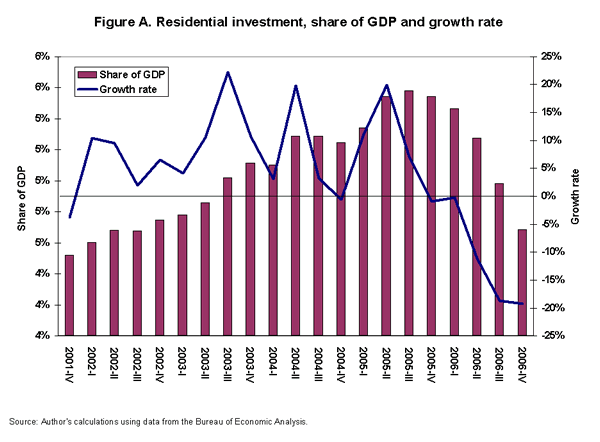 Figure A. Residential investment, share of GDP and growth rate
Share of GDP
Growth rate
6%
6%
5%
5%
5%
5%
5%
4%
4%
4%
Share of GDP
25%
20%
15%
10%
5%
0%
-5%
-10%
-15%
-20%
-25%
Growth rate
2001-IV
2002-I
2002-II
2002-III
2002-IV
2003-I
2003-II
2003-III
2003-IV
2004-I
2004-II
2004-III
2004-IV
2005-I
2005-II
2005-III
2005-IV
2006-I
2006-II
2006-III
2006-IV
Source: Author's calculations using data from the Bureau of Economic Analysis.